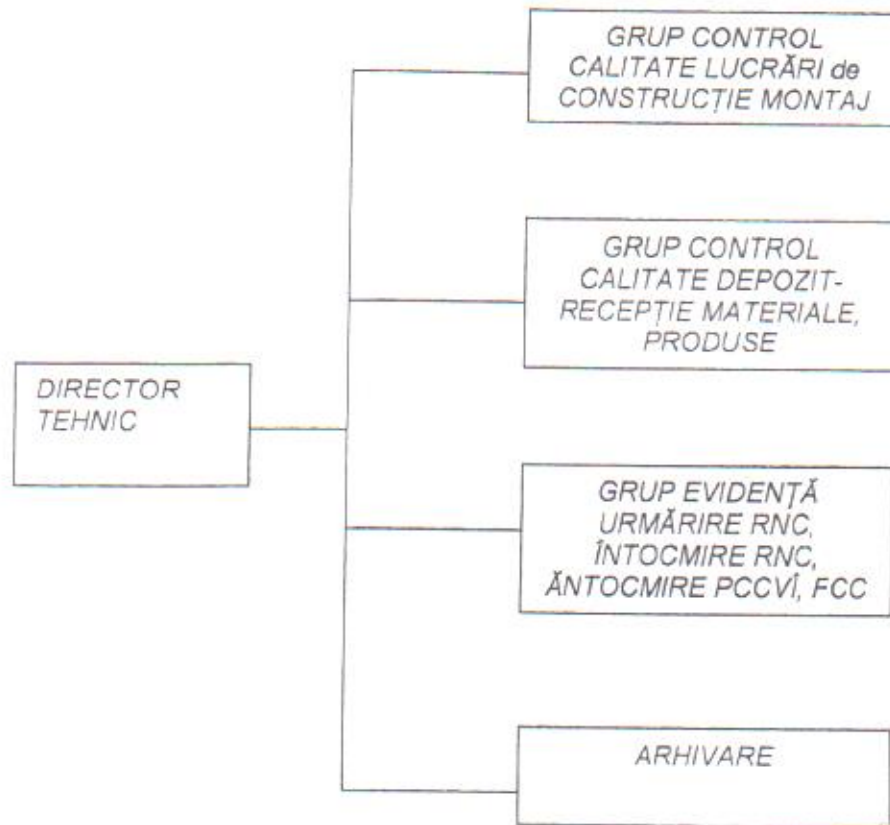 GRUP CONTROL
CALITATE LUCRĂRI de
CONSTRUCȚIE MONTAJ
GRUP CONTROL
CALITATE DEPOZIT-
RECEPȚIE MATERIALE,
PRODUSE
DIRECTOR
TEHNIC
GRUP EVIDENȚĂ
URMĂRIRE RNC,
ÎNTOCMIRE RNC,
ĂNTOCMIRE PCCVÎ, FCC
ARHIVARE